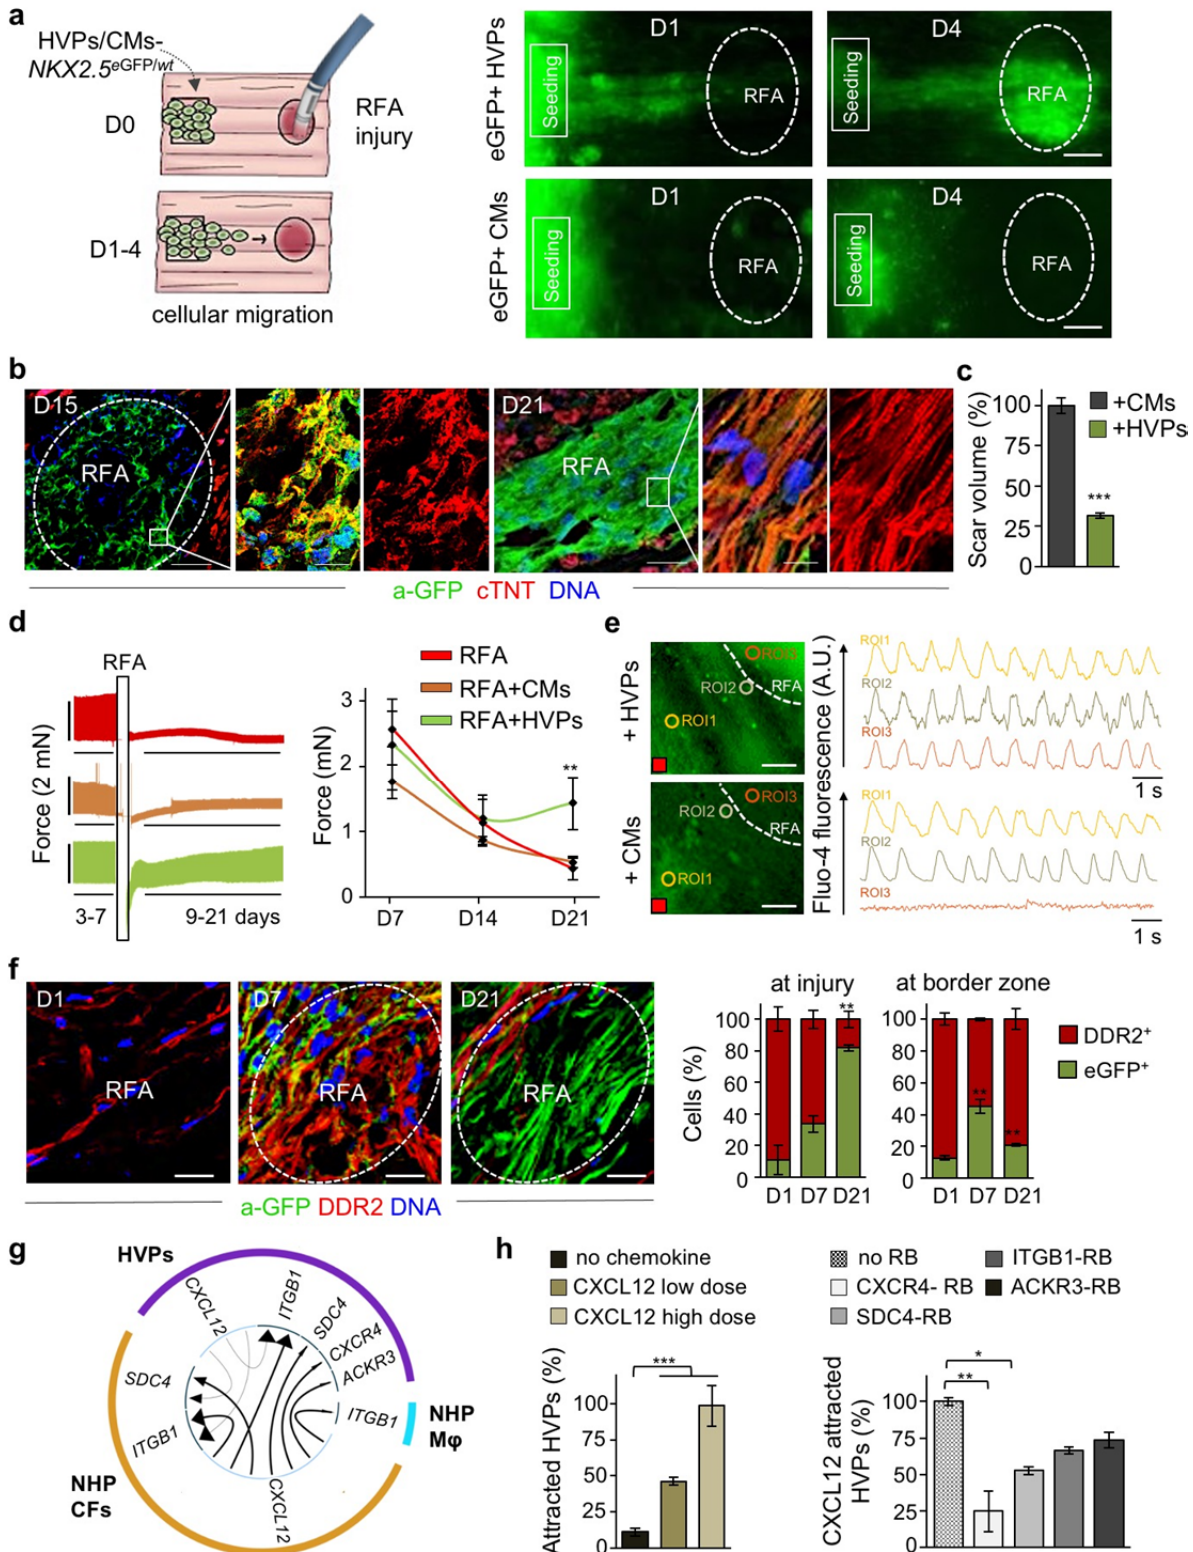 a
HVPs/CMs-
NKX2.5eGFP/wt
D0
RFA
injury
D1-4
cellular migration
eGFP+ HVPs
Seeding
D1
RFA
Seeding
D4
RFA
eGFP+ CMs
Seeding
D1
RFA
Seeding
D4
RFA
b
D15
RFA
D21
RFA
a-GFP cTNT DNA
c
Scar volume (%)
100
75
50
25
0
+CMs
+HVPs
***
d
RFA
Force (2 mN)
3-7
9-21 days
RFA
RFA+CMs
RFA+HVPs
Force (mN)
3
2
1
0
**
D7
D14
D21
e
+ HVPs
ROI3
ROI2
RFA
ROI1
+ CMs
ROI3
ROI2
RFA
ROI1
Fluo-4 fluorescence (A.U.)
ROI1
ROI2
ROI3
1 s
ROI1
ROI2
ROI3
1 s
f
D1
RFA
D7
RFA
D21
RFA
a-GFP DDR2 DNA
at injury
Cells (%)
100
80
60
40
20
0
**
D1 D7 D21
at border zone
100
80
60
40
20
0
**
**
D1 D7 D21
DDR2+
eGFP+
g
HVPs
CXCL12
ITGB1
SDC4
CXCR4
ACKR3
SDC4
ITGB1
ITGB1
NHP
Mφ
NHP
CFs
CXCL12
h
no chemokine
CXCL12 low dose
CXCL12 high dose
Attracted HVPs (%)
100
75
50
25
0
***
no RB
CXCR4- RB
SDC4-RB
ITGB1-RB
ACKR3-RB
CXCL12 attracted
HVPs (%)
100
75
50
25
0
*
**